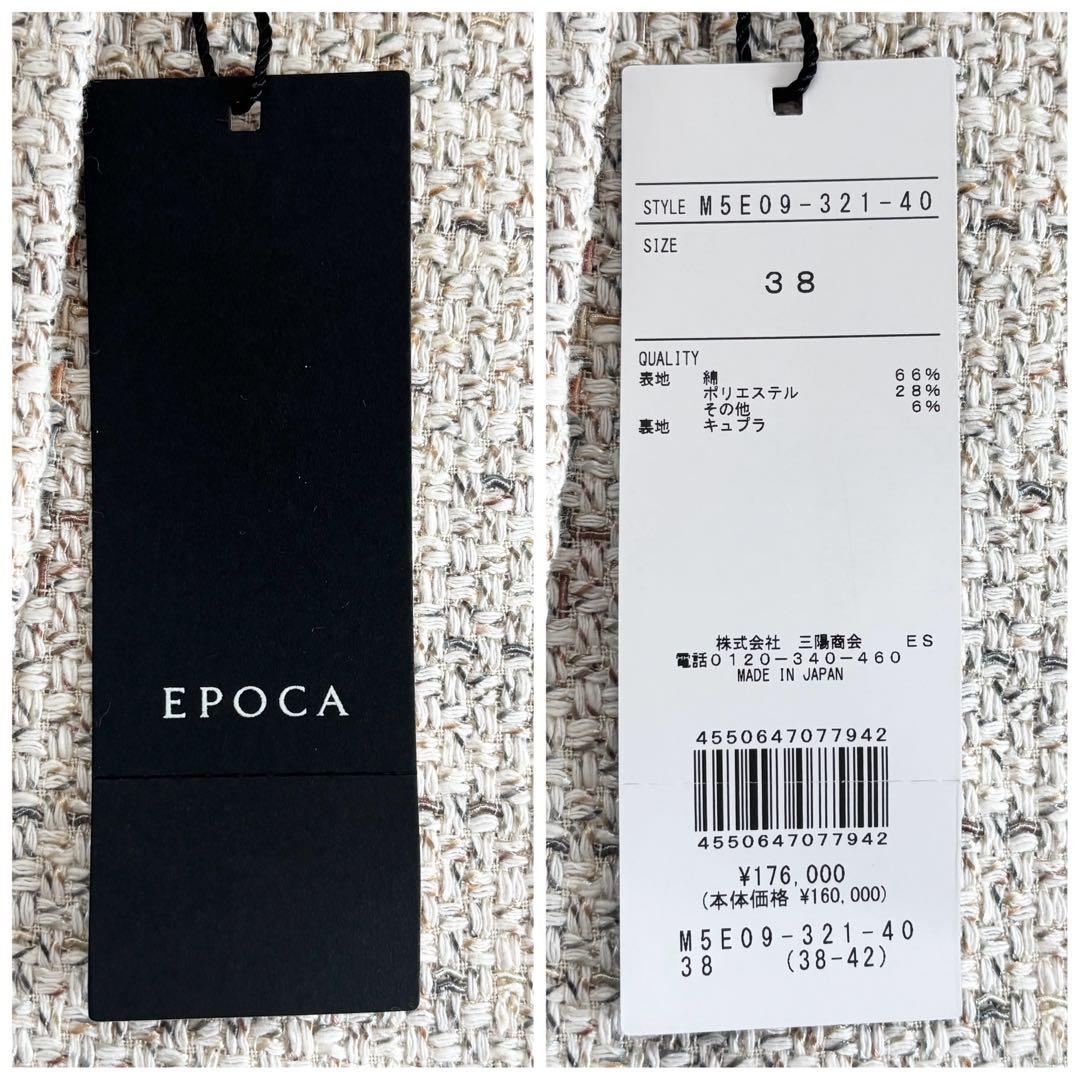 EPOCA
STYLE M5E09-321-40
SIZE
38
QUALITY
表地 綿 66%
ポリエステル 28%
その他 6%
裏地 キュプラ
株式会社 三陽商会 ES
電話0120-340-460
MADE IN JAPAN
4550647077942
4550647077942
¥176,000
(本体価格 ¥160,000)
M5E09-321-40
38 (38-42)